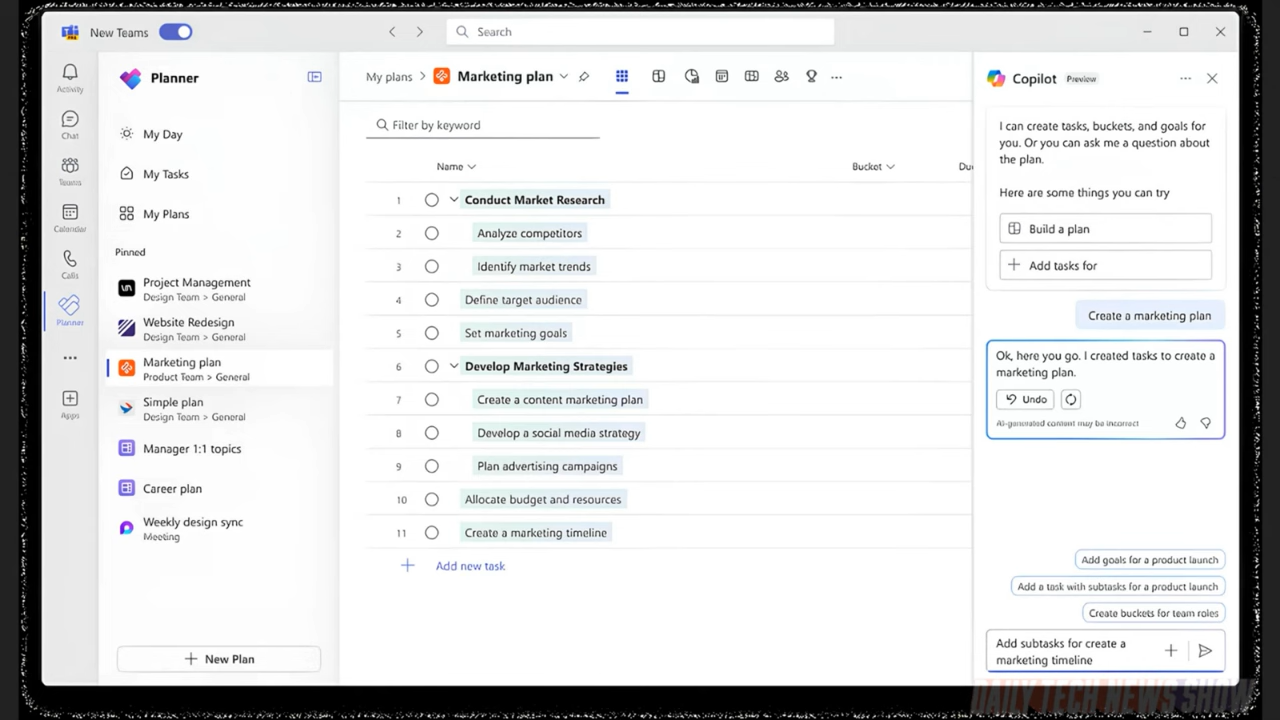 New Teams
Search
Activity
Chat
Teams
Calendar
Calls
Planner
Apps
Planner
My Day
My Tasks
My Plans
Pinned
Project Management
Design Team > General
Website Redesign
Design Team > General
Marketing plan
Product Team > General
Simple plan
Design Team > General
Manager 1:1 topics
Career plan
Weekly design sync
Meeting
New Plan
My plans > Marketing plan
Filter by keyword
Name Bucket Du
1 Conduct Market Research
2 Analyze competitors
3 Identify market trends
4 Define target audience
5 Set marketing goals
6 Develop Marketing Strategies
7 Create a content marketing plan
8 Develop a social media strategy
9 Plan advertising campaigns
10 Allocate budget and resources
11 Create a marketing timeline
Add new task
Copilot Preview
I can create tasks, buckets, and goals for
you. Or you can ask me a question about
the plan.
Here are some things you can try
Build a plan
Add tasks for
Create a marketing plan
Ok, here you go. I created tasks to create a
marketing plan.
Undo
AI-generated content may be incorrect
Add goals for a product launch
Add a task with subtasks for a product launch
Create buckets for team roles
Add subtasks for create a
marketing timeline
DAILY TECH NEWS SHOW